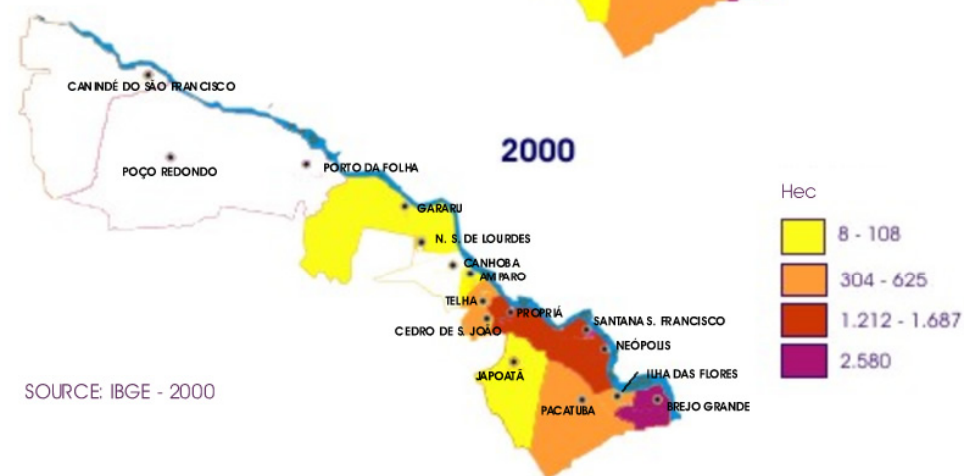 CANINDÉ DO SÃO FRANCISCO
2000
POÇO REDONDO
PORTO DA FOLHA
Hec
GARARU
8 - 108
N. S. DE LOURDES
CANHOBA
AMPARO
304 - 625
TELHA
PROPRIÁ
SANTANA S. FRANCISCO
1.212 - 1.687
CEDRO DE S. JOÃO
NEÓPOLIS
2.580
JAPOATÃ
ILHA DAS FLORES
SOURCE: IBGE - 2000
PACATUBA
BREJO GRANDE